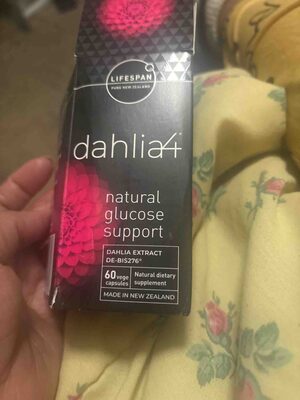 LIFESPAN
PURE NEW ZEALAND
dahlia4
natural
glucose
support
DAHLIA EXTRACT
DE-BIS276®
60 vege capsules
Natural dietary supplement
MADE IN NEW ZEALAND